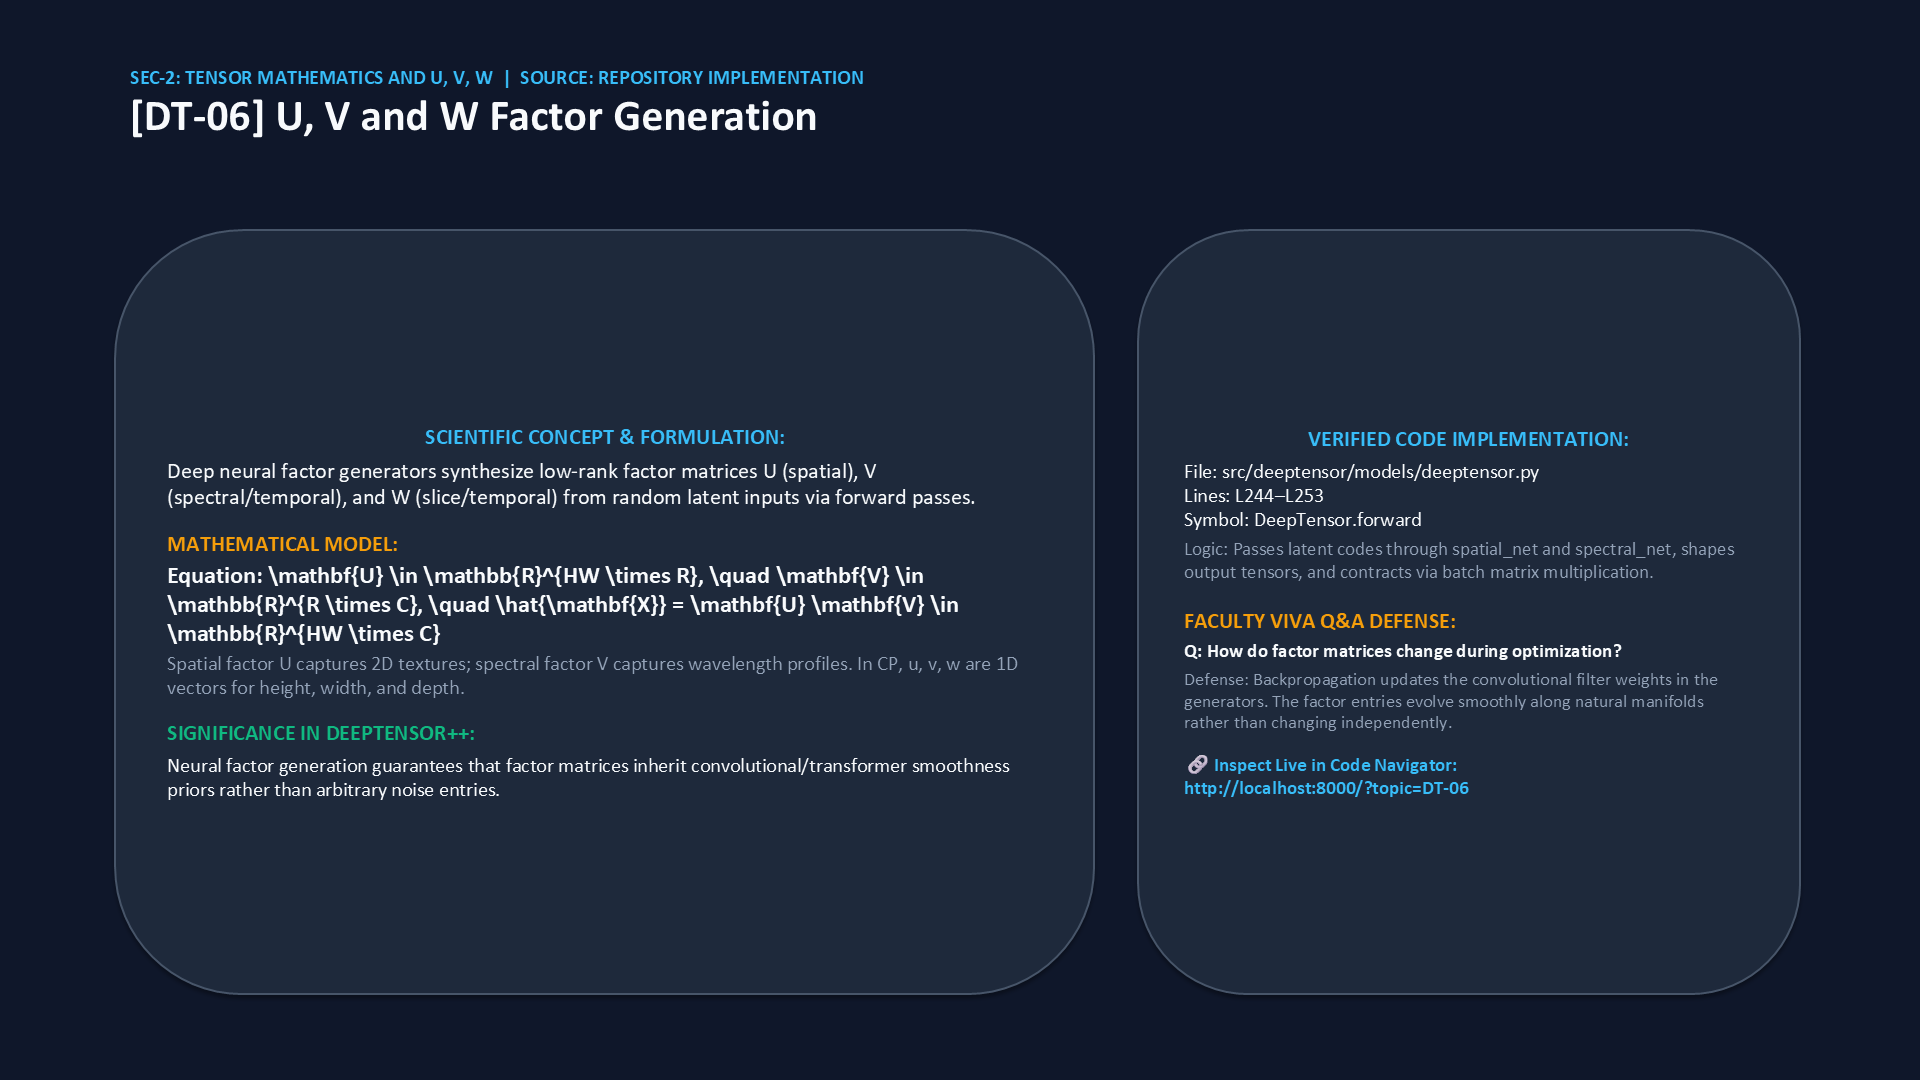 SEC-2: TENSOR MATHEMATICS AND U, V, W | SOURCE: REPOSITORY IMPLEMENTATION
[DT-06] U, V and W Factor Generation
SCIENTIFIC CONCEPT & FORMULATION:
Deep neural factor generators synthesize low-rank factor matrices U (spatial), V
(spectral/temporal), and W (slice/temporal) from random latent inputs via forward passes.
MATHEMATICAL MODEL:
Equation: \mathbf{U} \in \mathbb{R}^{HW \times R}, \quad \mathbf{V} \in
\mathbb{R}^{R \times C}, \quad \hat{\mathbf{X}} = \mathbf{U} \mathbf{V} \in
\mathbb{R}^{HW \times C}
Spatial factor U captures 2D textures; spectral factor V captures wavelength profiles. In CP, u, v, w are 1D
vectors for height, width, and depth.
SIGNIFICANCE IN DEEPTENSOR++:
Neural factor generation guarantees that factor matrices inherit convolutional/transformer smoothness
priors rather than arbitrary noise entries.
VERIFIED CODE IMPLEMENTATION:
File: src/deeptensor/models/deeptensor.py
Lines: L244–L253
Symbol: DeepTensor.forward
Logic: Passes latent codes through spatial_net and spectral_net, shapes
output tensors, and contracts via batch matrix multiplication.
FACULTY VIVA Q&A DEFENSE:
Q: How do factor matrices change during optimization?
Defense: Backpropagation updates the convolutional filter weights in the
generators. The factor entries evolve smoothly along natural manifolds
rather than changing independently.
🔗 Inspect Live in Code Navigator:
http://localhost:8000/?topic=DT-06